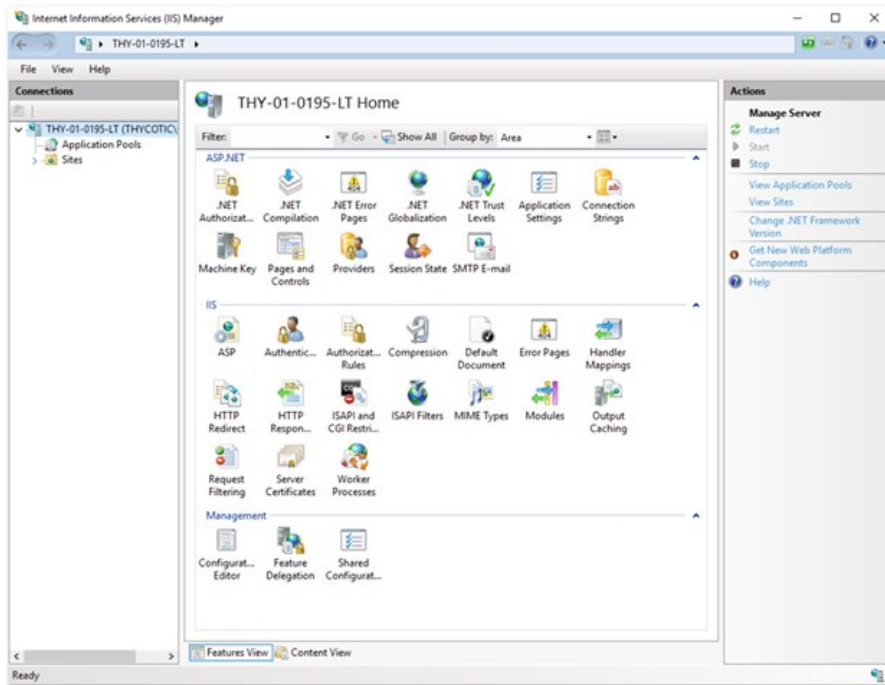 Internet Information Services (IIS) Manager
THY-01-0195-LT
File View Help
Connections
THY-01-0195-LT (THYCOTIC\
Application Pools
Sites
THY-01-0195-LT Home
Filter: Go Show All Group by: Area
ASP.NET
.NET Authorizat...
.NET Compilation
.NET Error Pages
.NET Globalization
.NET Trust Levels
Application Settings
Connection Strings
Machine Key
Pages and Controls
Providers
Session State
SMTP E-mail
IIS
ASP
Authentic...
Authorizat... Rules
Compression
Default Document
Error Pages
Handler Mappings
HTTP Redirect
HTTP Respon...
ISAPI and CGI Restri...
ISAPI Filters
MIME Types
Modules
Output Caching
Request Filtering
Server Certificates
Worker Processes
Management
Configurat... Editor
Feature Delegation
Shared Configurat...
Features View
Content View
Actions
Manage Server
Restart
Start
Stop
View Application Pools
View Sites
Change .NET Framework
Version
Get New Web Platform
Components
Help
Ready